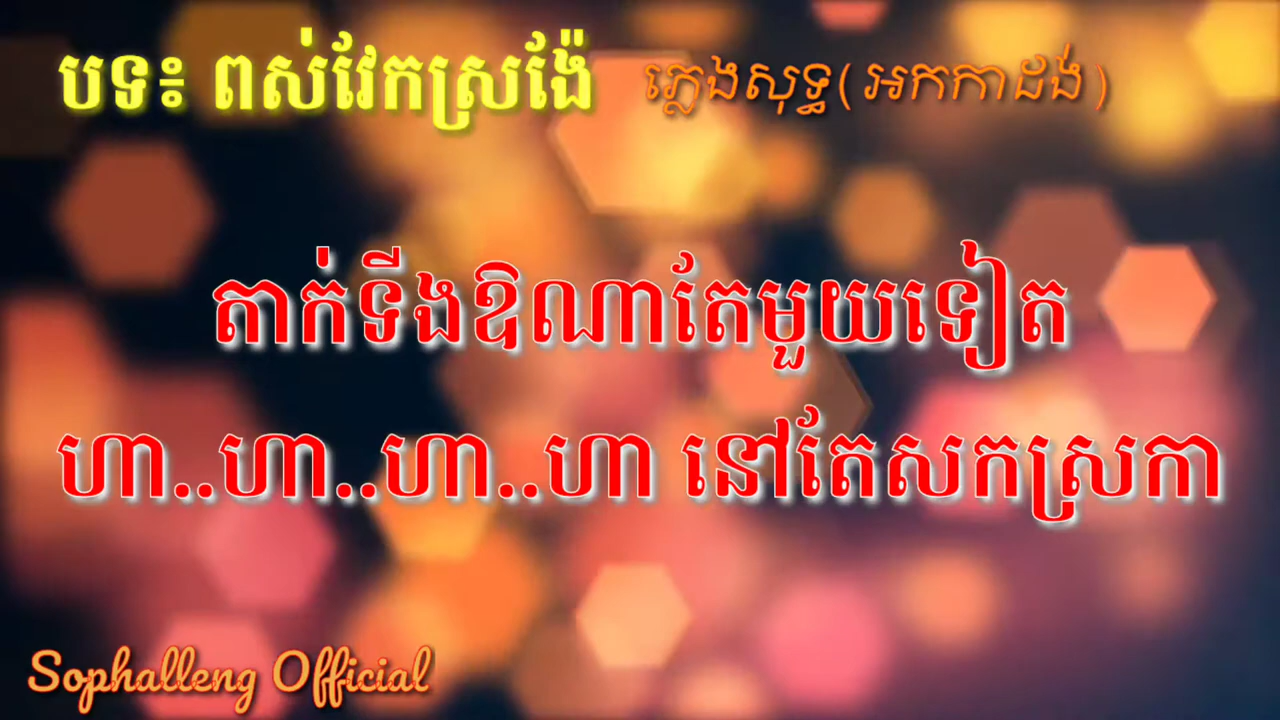 បទ៖ ពស់វែកស្រង៉ែ ភ្លេងសុទ្ធ(អកកាដង់)
តាក់ទីងឱណាតែមួយទៀត
ហា..ហា..ហា..ហា នៅតែសកស្រកា
Sophalleng Official